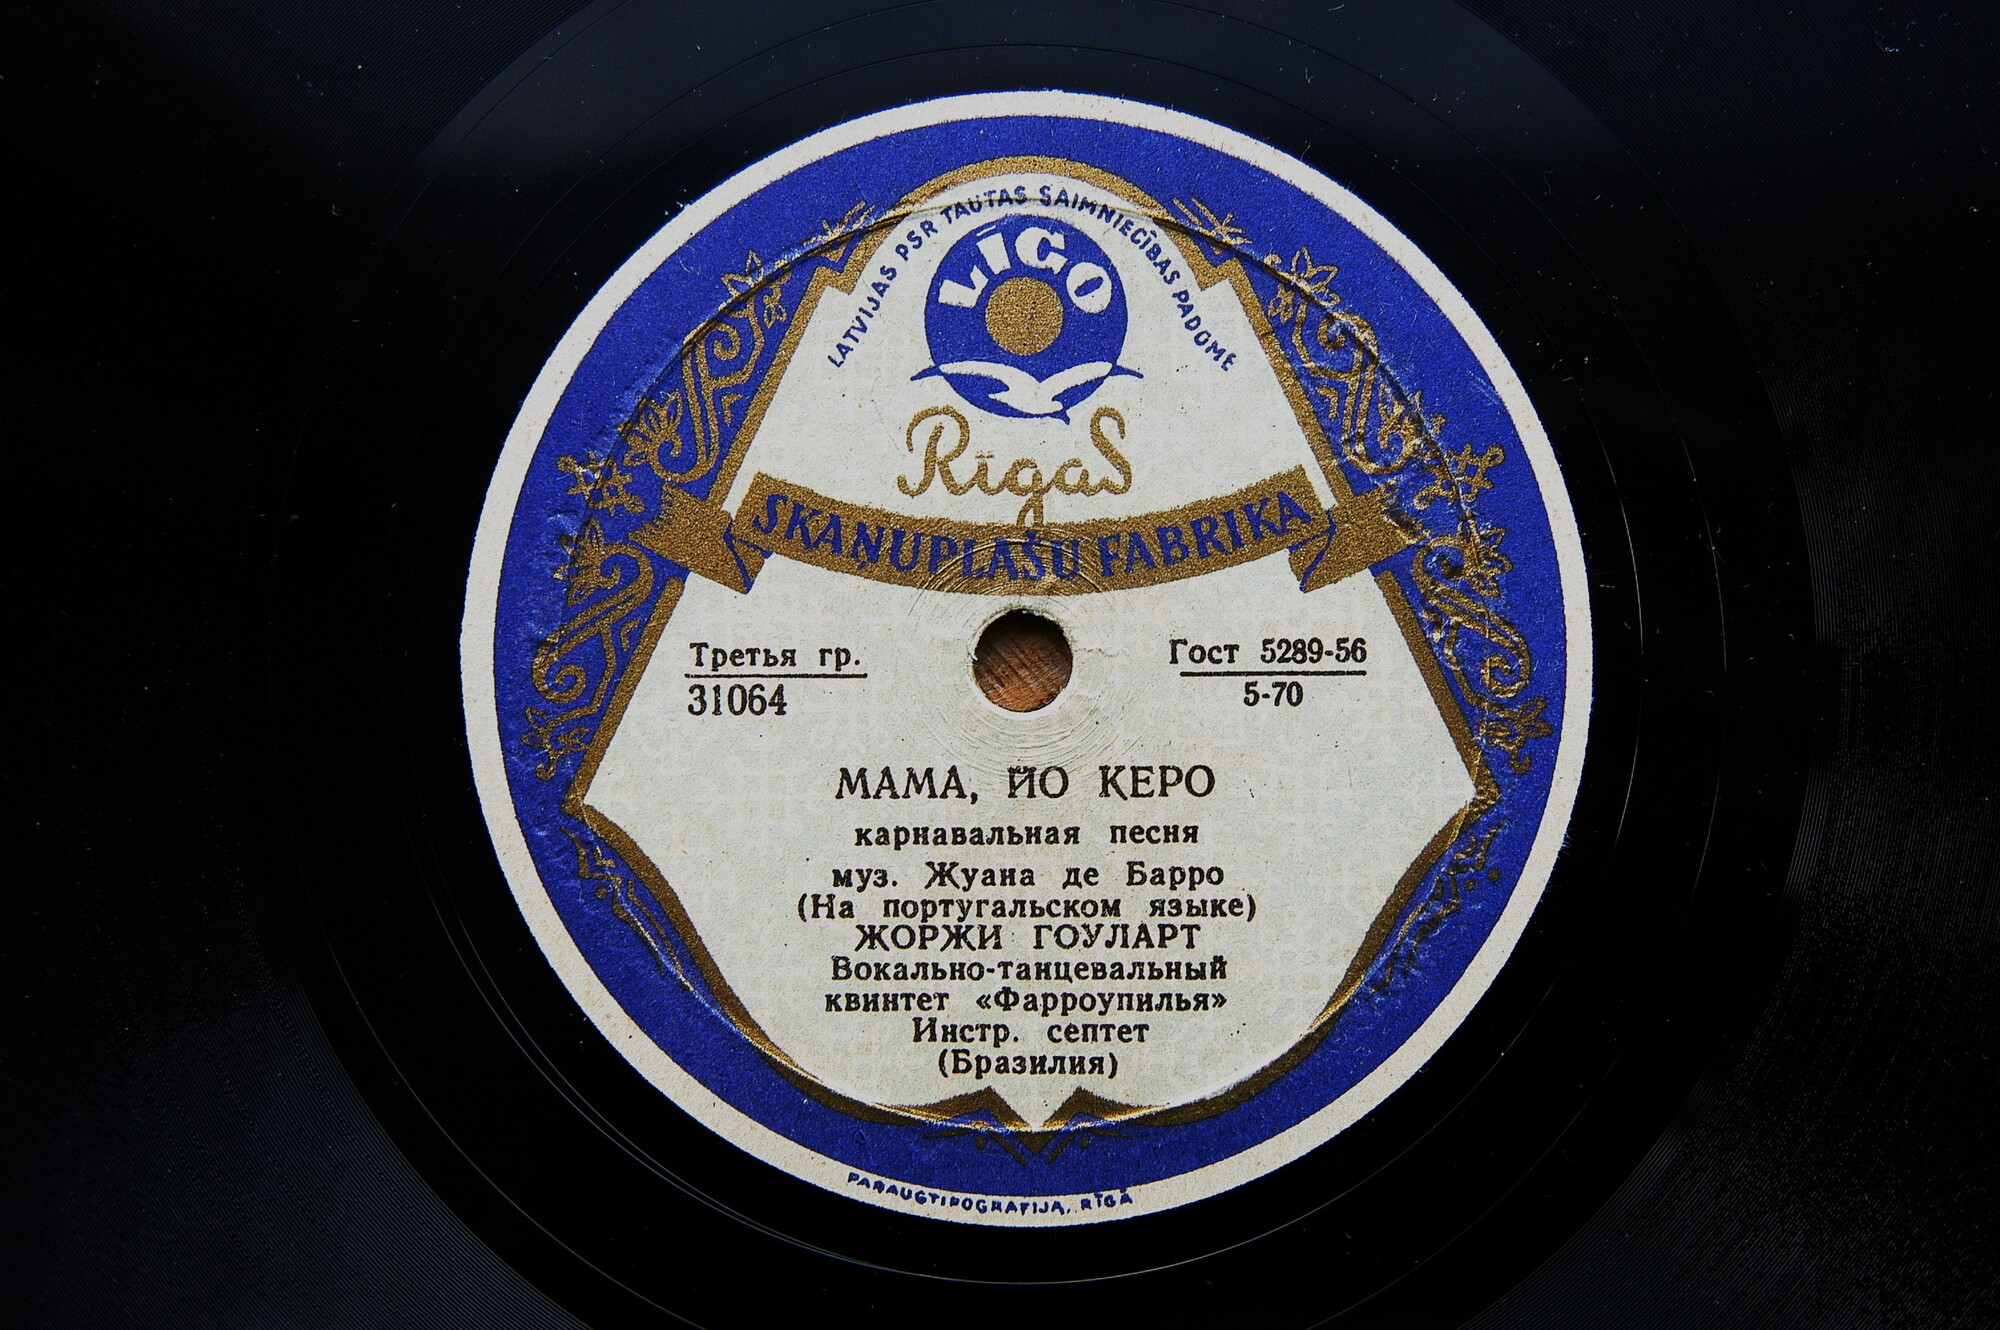 LATVIJAS PSR TAUTAS SAIMNIECĪBAS PADOME
LĪGO
Rīgas
SKAŅUPLAŠU FABRIKA
Третья гр.
31064
Гост 5289-56
5-70
МАМА, ЙО КЕРО
карнавальная песня
муз. Жуана де Барро
(На португальском языке)
ЖОРЖИ ГОУЛАРТ
Вокально-танцевальный
квинтет «Фарроупилья»
Инстр. септет
(Бразилия)
PARAUGTIPOGRAFIJA, RĪGĀ